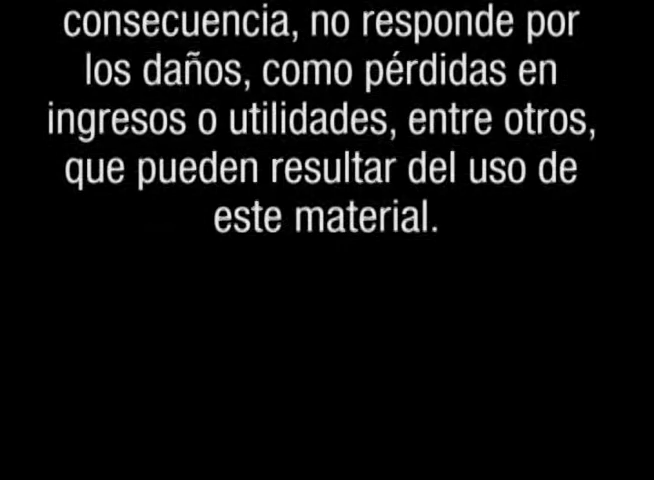 consecuencia, no responde por
los daños, como pérdidas en
ingresos o utilidades, entre otros,
que pueden resultar del uso de
este material.